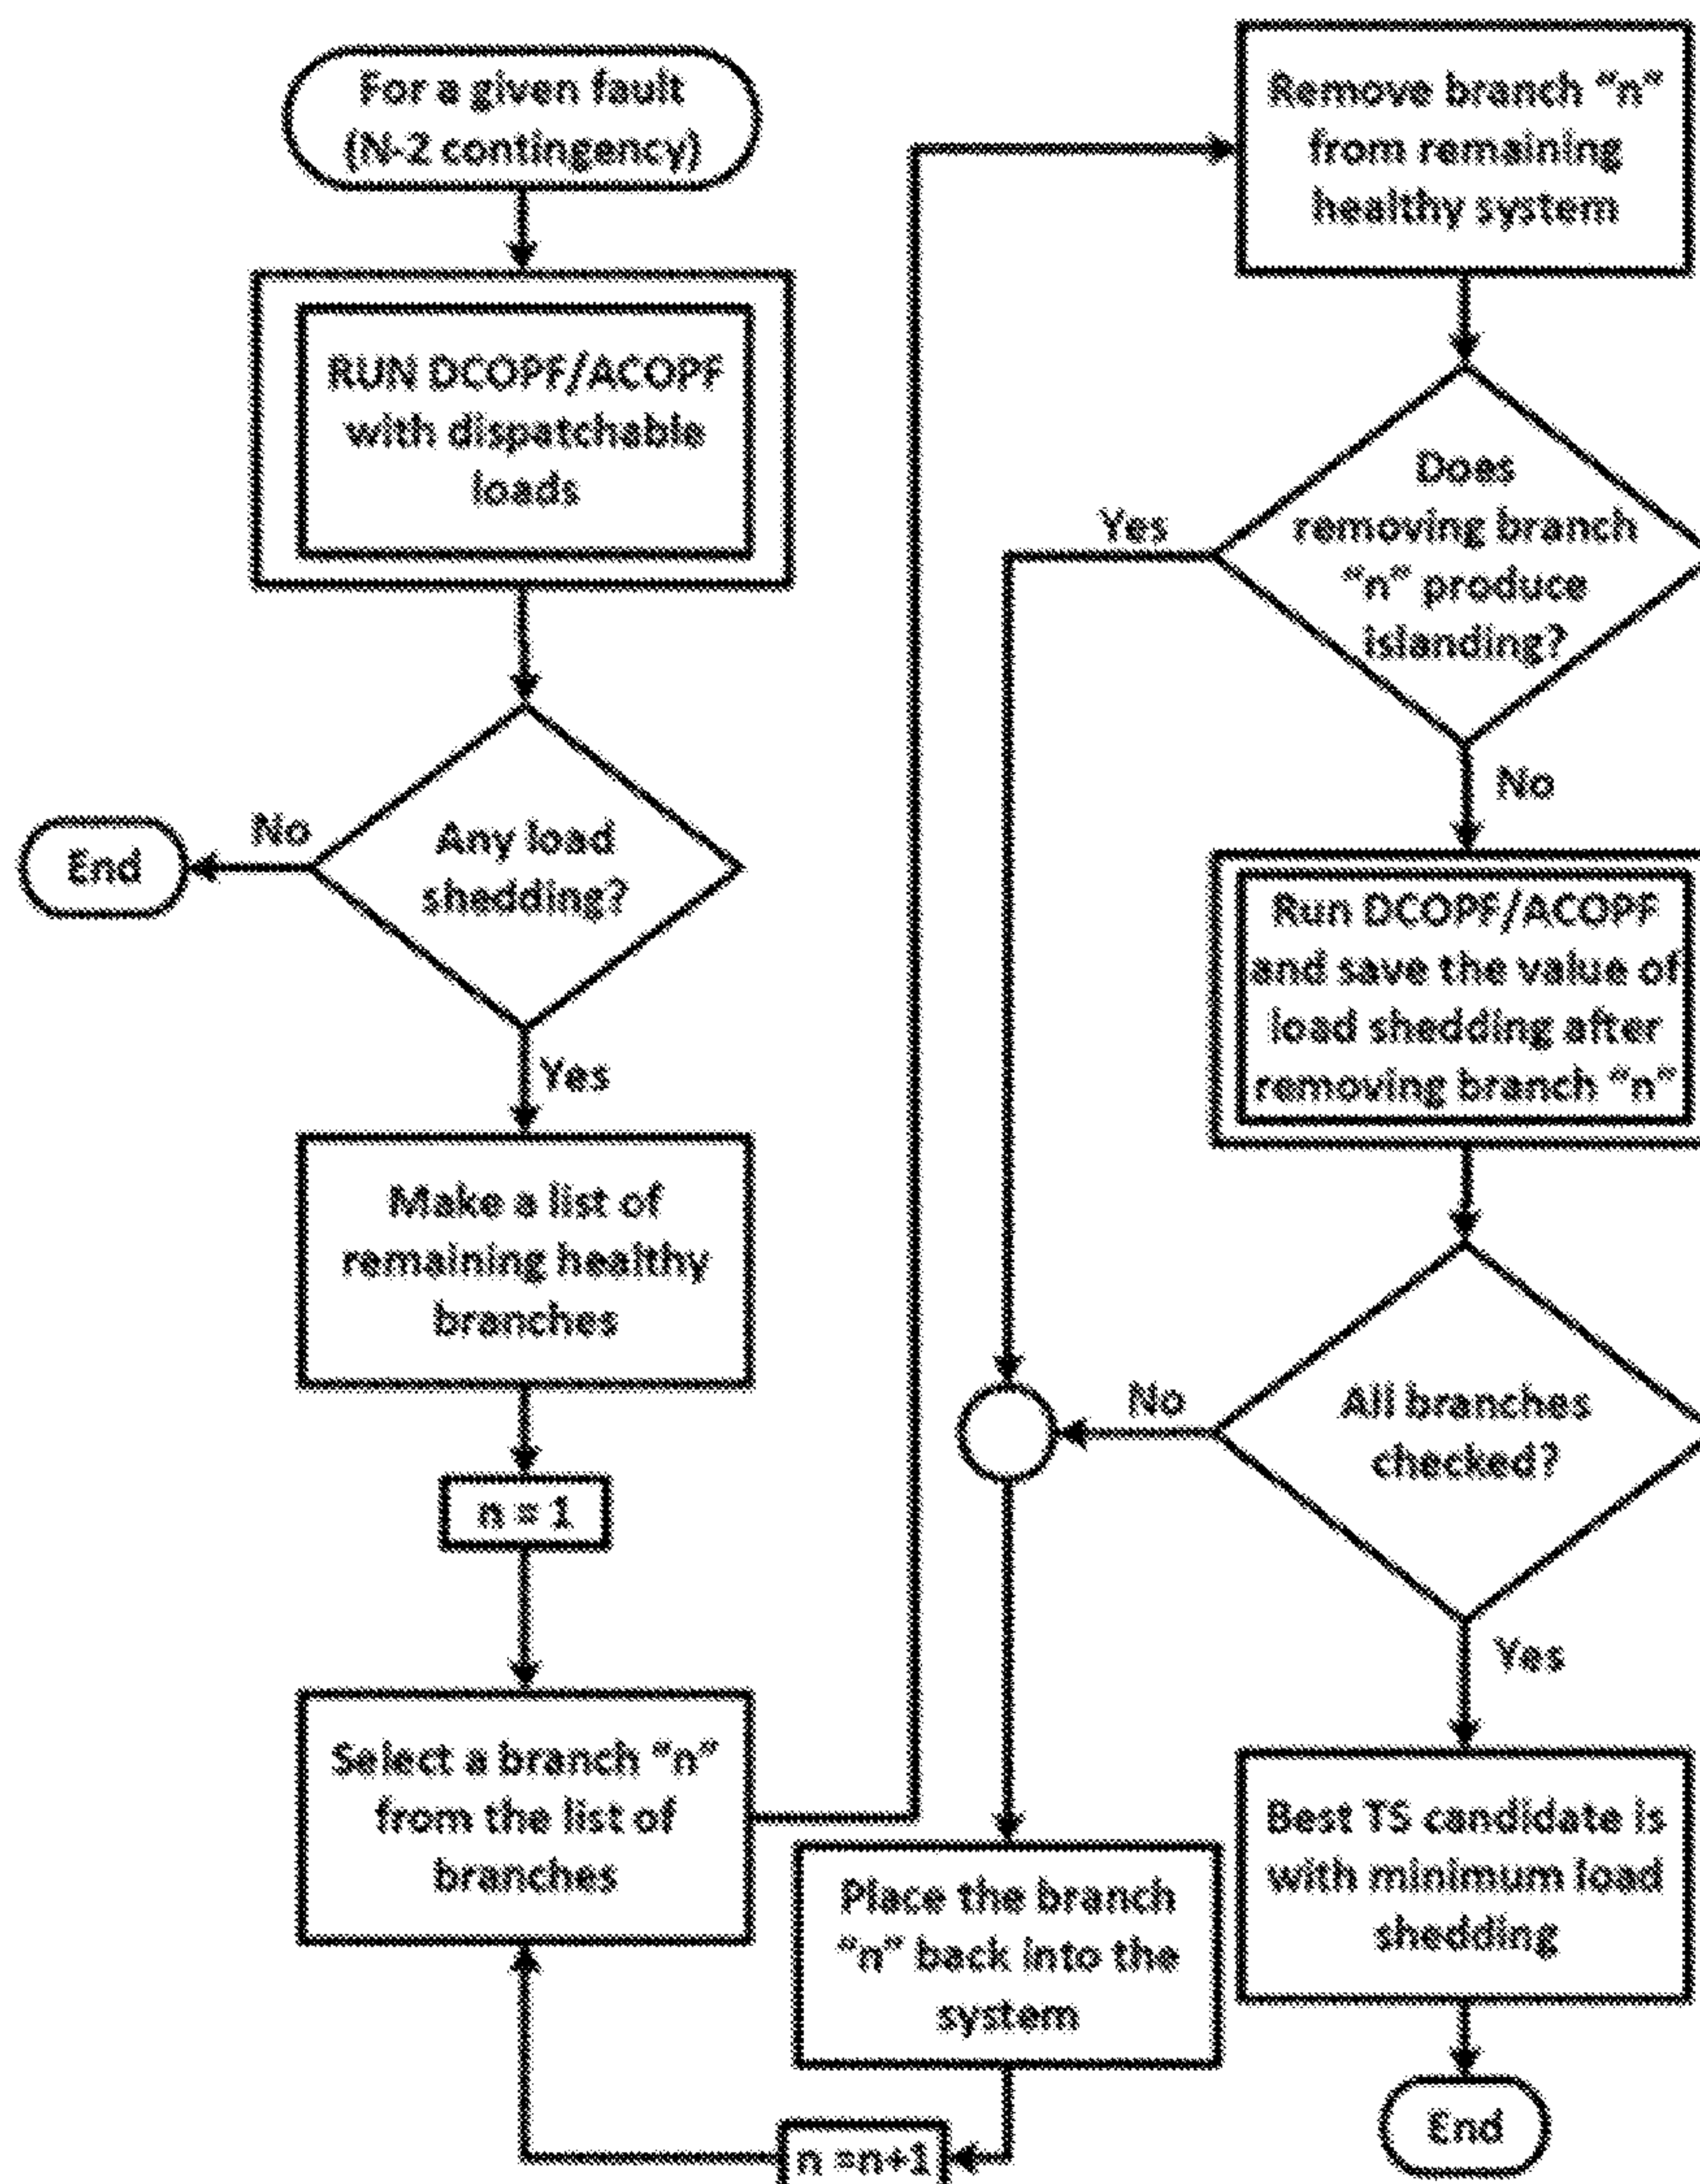 For a given fault
(N-2 contingency)
RUN DCOPF/ACOPF
with dispatchable
loads
Any load
shedding?
No
End
Yes
Make a list of
remaining healthy
branches
n = 1
Select a branch “n”
from the list of
branches
Remove branch “n”
from remaining
healthy system
Does
removing branch
“n” produce
islanding?
Yes
No
Run DCOPF/ACOPF
and save the value of
load shedding after
removing branch “n”
All branches
checked?
No
Yes
Place the branch
“n” back into the
system
n =n+1
Best TS candidate is
with minimum load
shedding
End